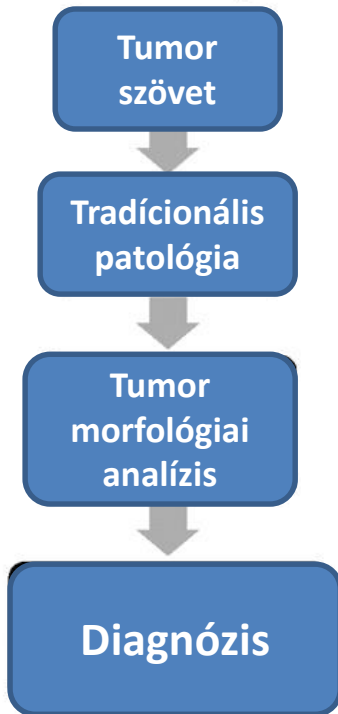 Tumor
szövet
Tradícionális
patológia
Tumor
morfológiai
analízis
Diagnózis